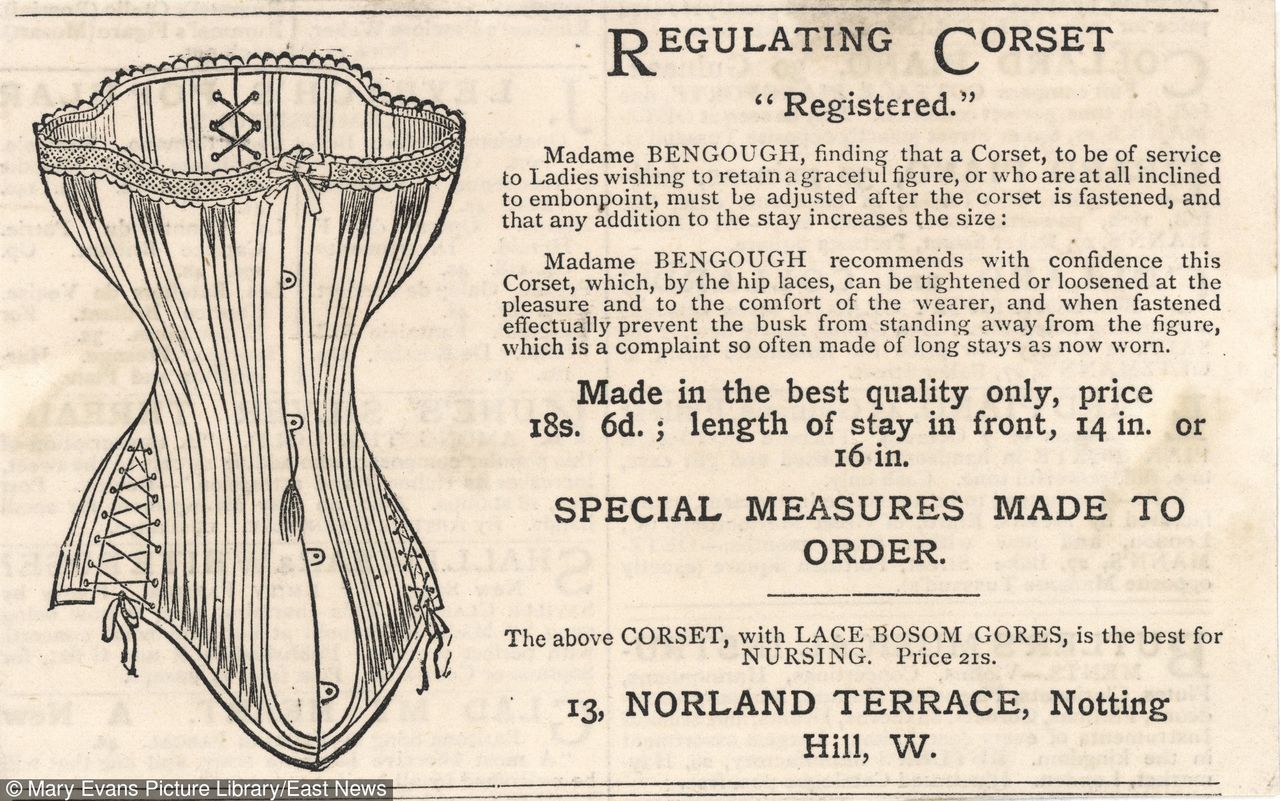 REGULATING CORSET
“Registered.”
Madame BENGOUGH, finding that a Corset, to be of service
to Ladies wishing to retain a graceful figure, or who are at all inclined
to embonpoint, must be adjusted after the corset is fastened, and
that any addition to the stay increases the size:
Madame BENGOUGH recommends with confidence this
Corset, which, by the hip laces, can be tightened or loosened at the
pleasure and to the comfort of the wearer, and when fastened
effectually prevent the busk from standing away from the figure,
which is a complaint so often made of long stays as now worn.
Made in the best quality only, price
18s. 6d.; length of stay in front, 14 in. or
16 in.
SPECIAL MEASURES MADE TO
ORDER.
The above CORSET, with LACE BOSOM GORES, is the best for
NURSING. Price 21s.
13, NORLAND TERRACE, Notting
Hill, W.
© Mary Evans Picture Library/East News